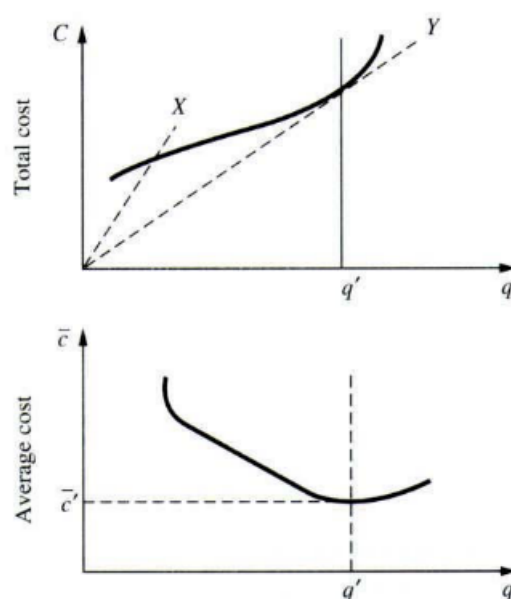 C
Y
X
Total cost
q'
q
c̄
Average cost
c̄'
q'
q